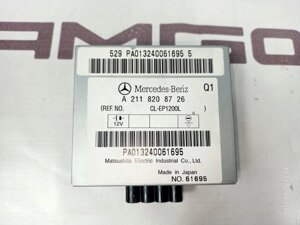 AMGO
529 PA013240061695 5
Mercedes-Benz Q1
A 211 820 87 26
(REF. NO. CL-EP1200L)
12V
PA013240061695
Matsushita Electric Industrial Co., Ltd.
Made in Japan
NO. 61695